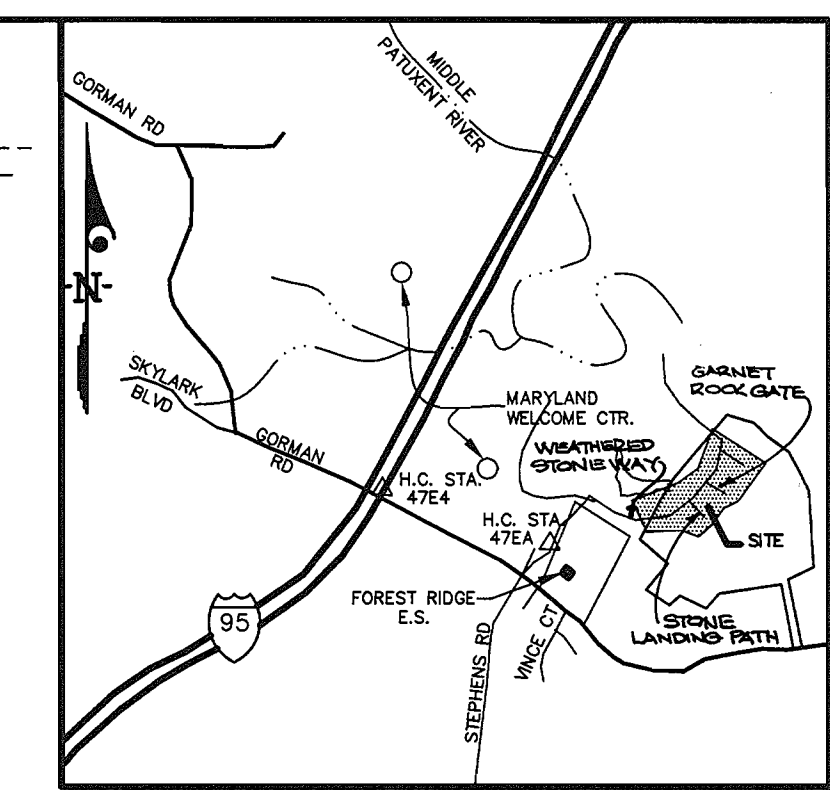 GORMAN RD
MIDDLE
PATUXENT RIVER
-N-
SKYLARK
BLVD
GORMAN
RD
MARYLAND
WELCOME CTR.
GARNET
ROCK GATE
WEATHERED
STONE WAY
H.C. STA.
47E4
H.C. STA.
47EA
SITE
FOREST RIDGE
E.S.
95
STONE
LANDING PATH
STEPHENS RD
VINCE CT